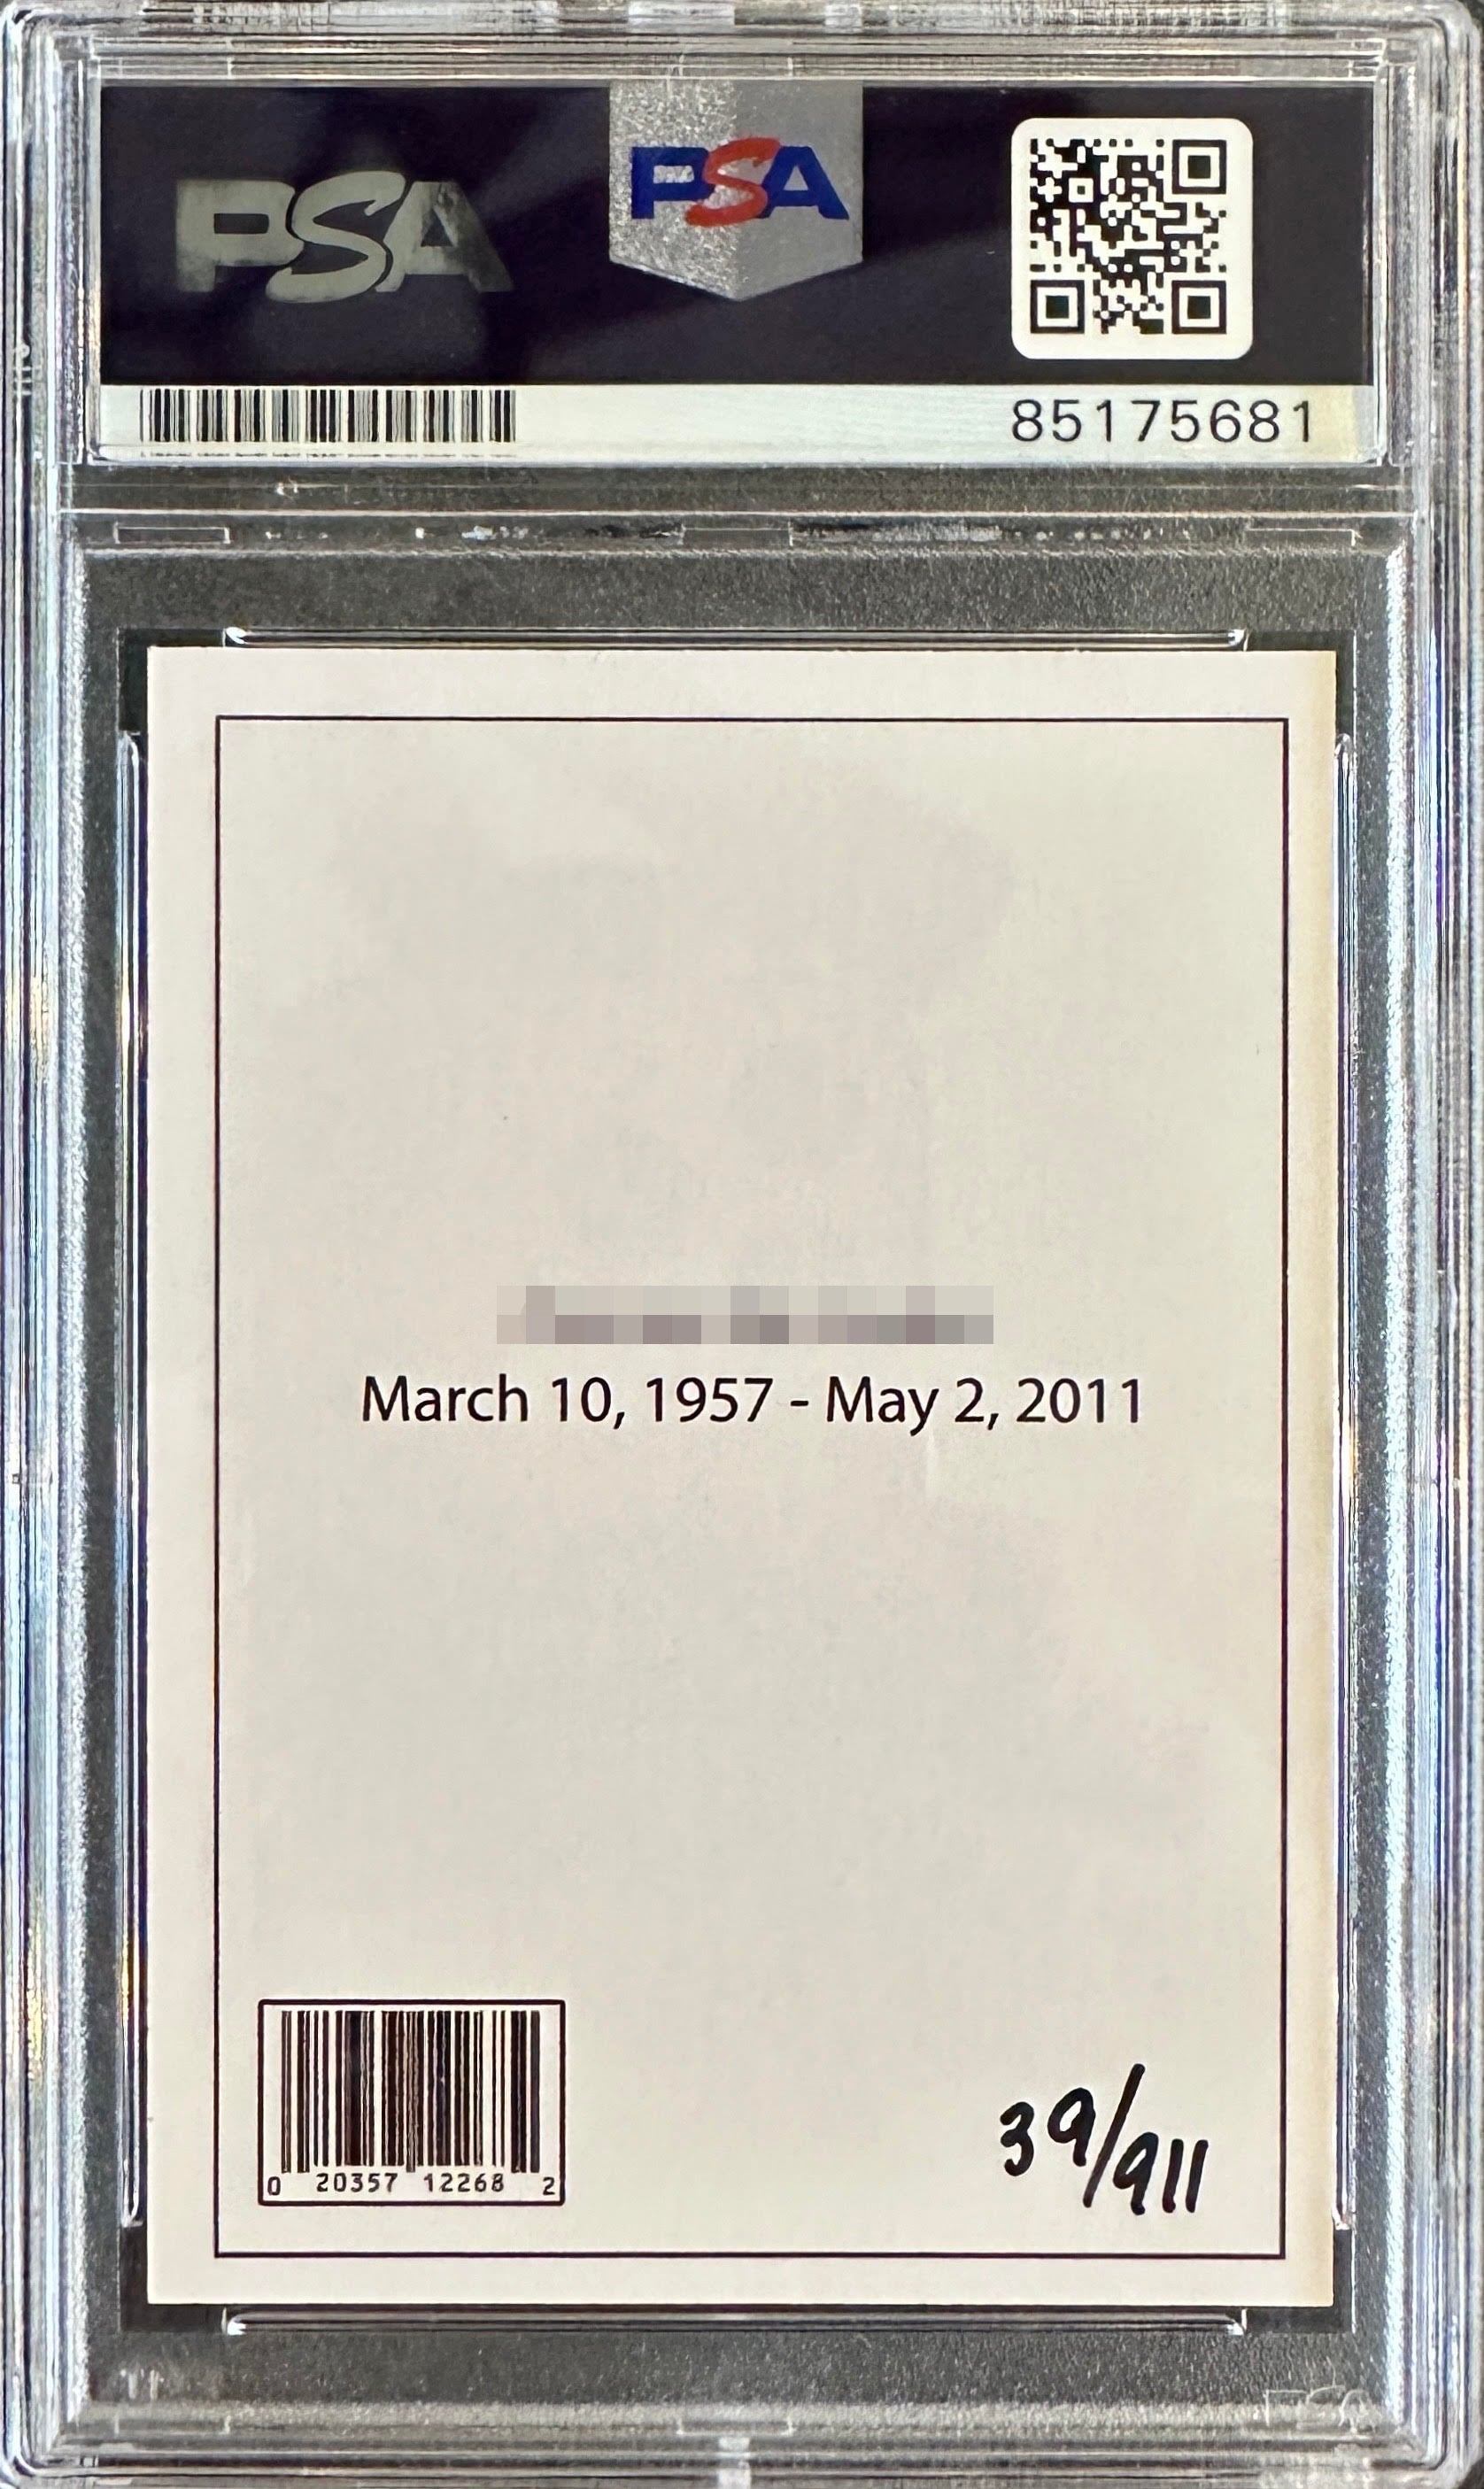 PSA
PSA
85175681
March 10, 1957 - May 2, 2011
0 20357 12268 2
39/911